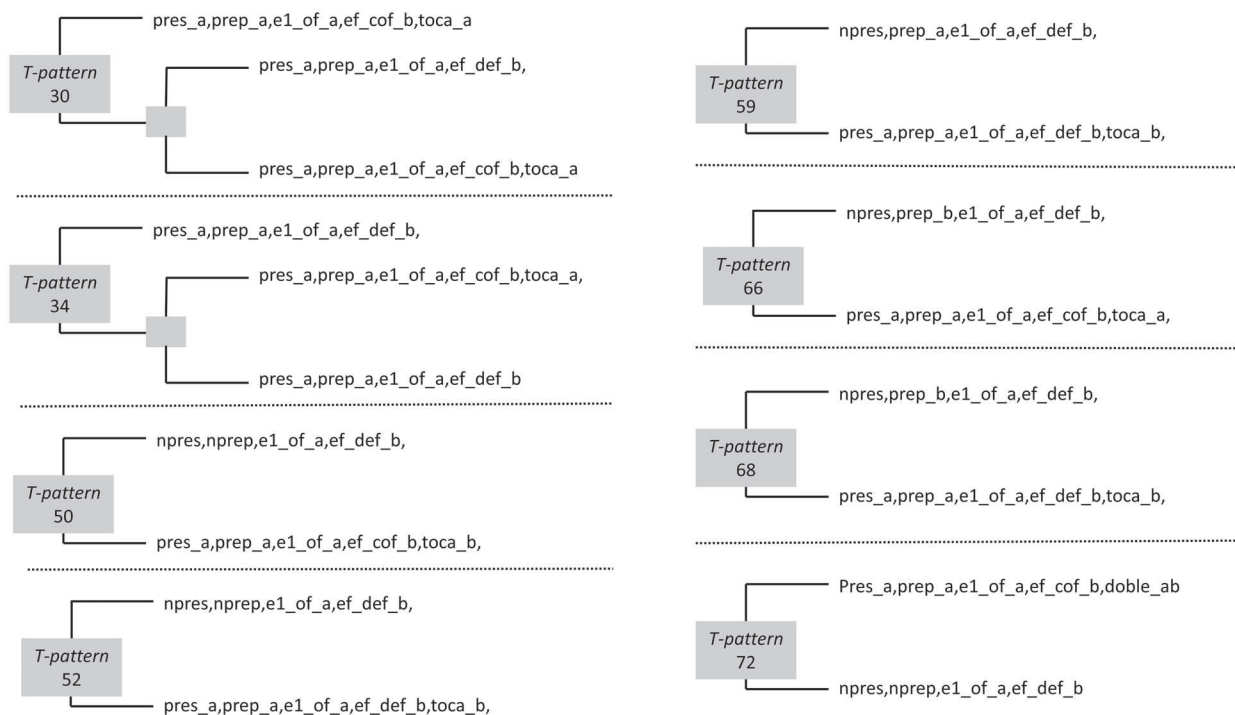 pres_a,prep_a,e1_of_a,ef_cof_b,toca_a
T-pattern
30
pres_a,prep_a,e1_of_a,ef_def_b,
pres_a,prep_a,e1_of_a,ef_cof_b,toca_a
pres_a,prep_a,e1_of_a,ef_def_b,
T-pattern
34
pres_a,prep_a,e1_of_a,ef_cof_b,toca_a,
pres_a,prep_a,e1_of_a,ef_def_b
npres,nprep,e1_of_a,ef_def_b,
T-pattern
50
pres_a,prep_a,e1_of_a,ef_cof_b,toca_b,
npres,nprep,e1_of_a,ef_def_b,
T-pattern
52
pres_a,prep_a,e1_of_a,ef_def_b,toca_b,
npres,prep_a,e1_of_a,ef_def_b,
T-pattern
59
pres_a,prep_a,e1_of_a,ef_def_b,toca_b,
npres,prep_b,e1_of_a,ef_def_b,
T-pattern
66
pres_a,prep_a,e1_of_a,ef_cof_b,toca_a,
npres,prep_b,e1_of_a,ef_def_b,
T-pattern
68
pres_a,prep_a,e1_of_a,ef_def_b,toca_b,
Pres_a,prep_a,e1_of_a,ef_cof_b,doble_ab
T-pattern
72
npres,nprep,e1_of_a,ef_def_b